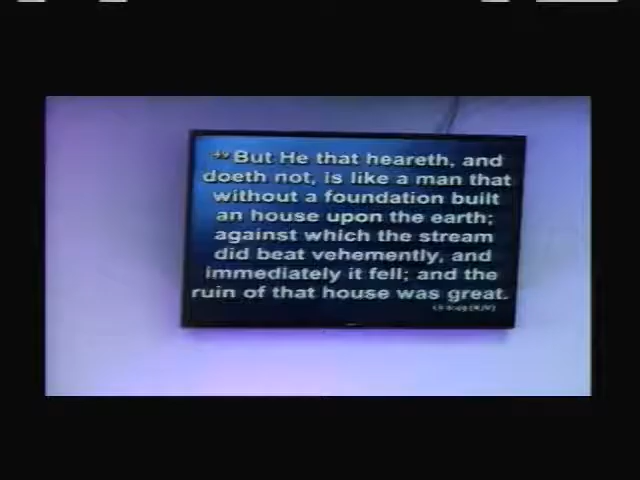 49 But He that heareth, and
doeth not, is like a man that
without a foundation built
an house upon the earth;
against which the stream
did beat vehemently, and
immediately it fell; and the
ruin of that house was great.